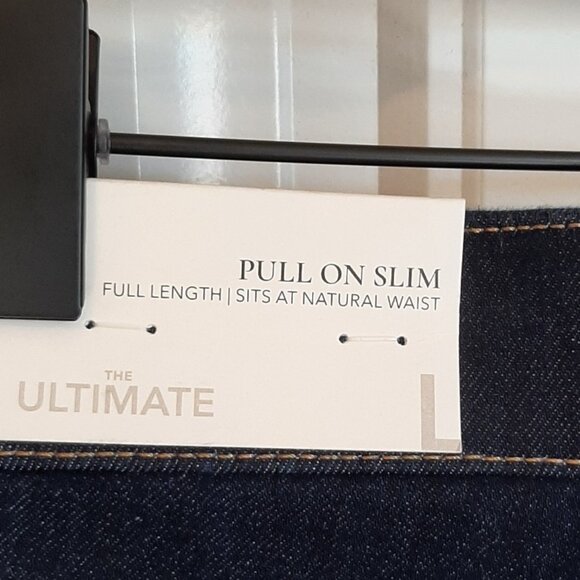 PULL ON SLIM
FULL LENGTH | SITS AT NATURAL WAIST
THE
ULTIMATE
L